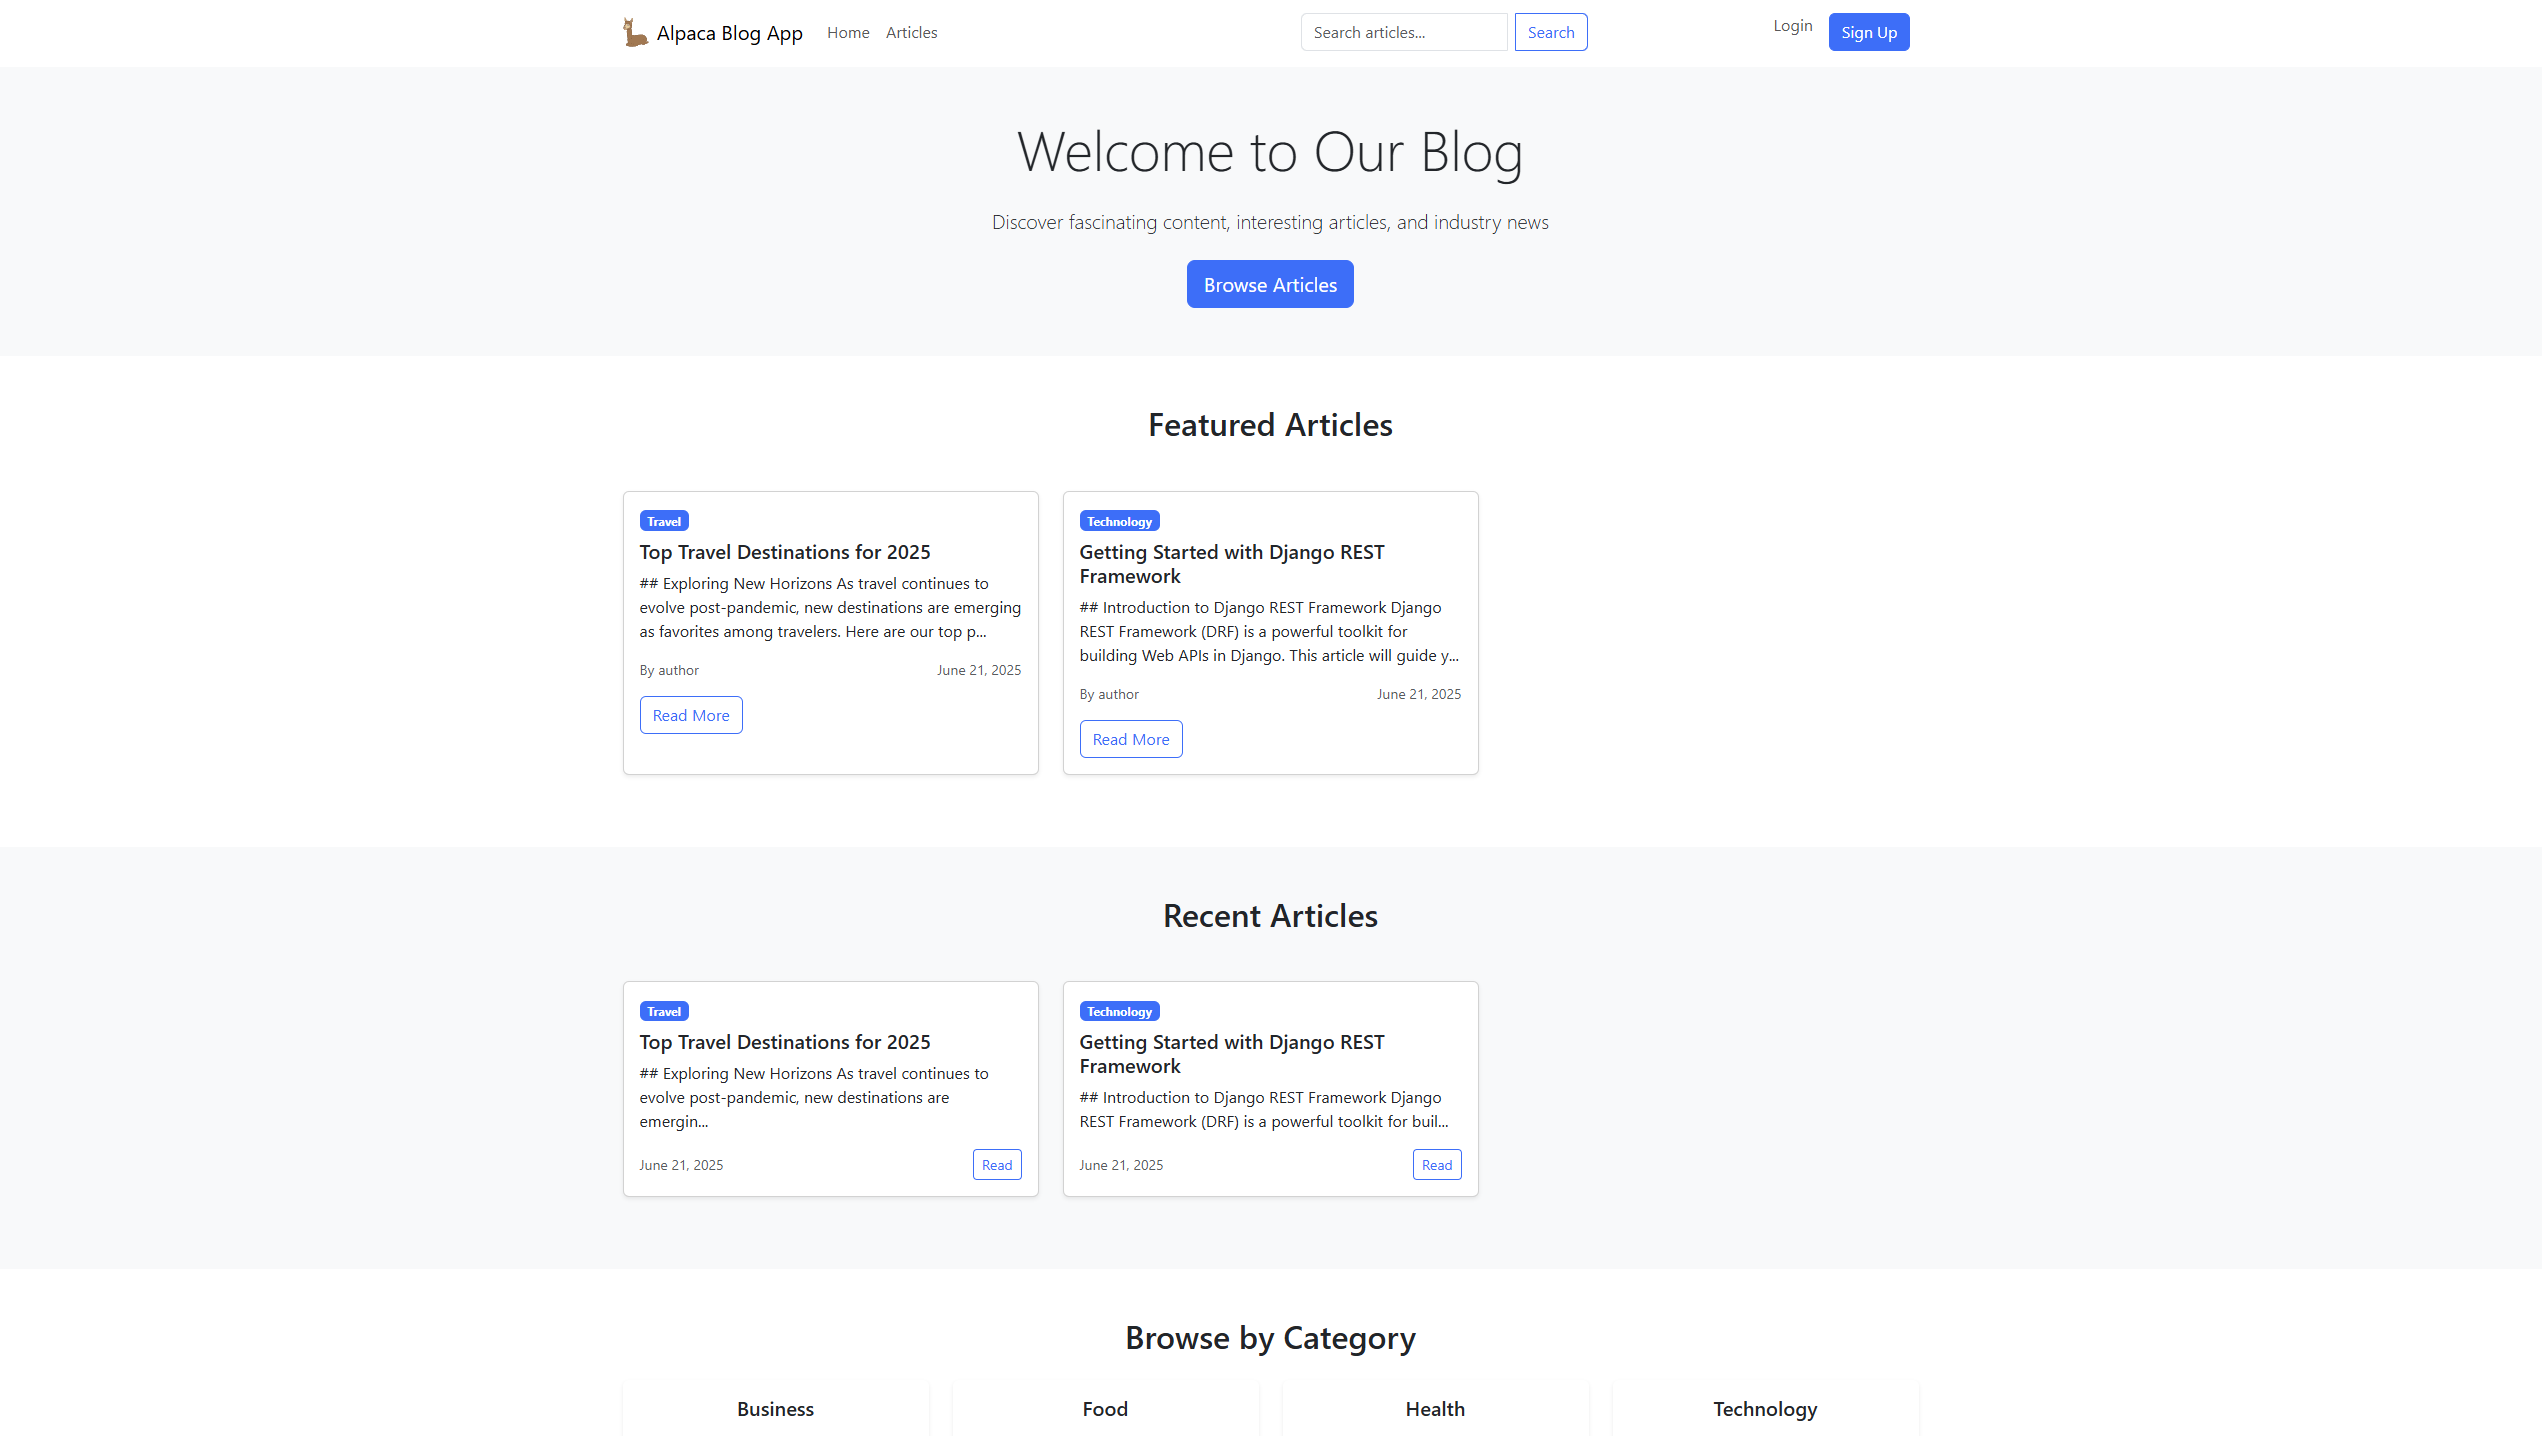 Alpaca Blog App Home Articles Search articles... Search Login Sign Up
Welcome to Our Blog
Discover fascinating content, interesting articles, and industry news
Browse Articles
Featured Articles
Travel
Top Travel Destinations for 2025
## Exploring New Horizons As travel continues to
evolve post-pandemic, new destinations are emerging
as favorites among travelers. Here are our top p...
By author June 21, 2025
Read More
Technology
Getting Started with Django REST
Framework
## Introduction to Django REST Framework Django
REST Framework (DRF) is a powerful toolkit for
building Web APIs in Django. This article will guide y...
By author June 21, 2025
Read More
Recent Articles
Travel
Top Travel Destinations for 2025
## Exploring New Horizons As travel continues to
evolve post-pandemic, new destinations are
emergin...
June 21, 2025 Read
Technology
Getting Started with Django REST
Framework
## Introduction to Django REST Framework Django
REST Framework (DRF) is a powerful toolkit for buil...
June 21, 2025 Read
Browse by Category
Business Food Health Technology